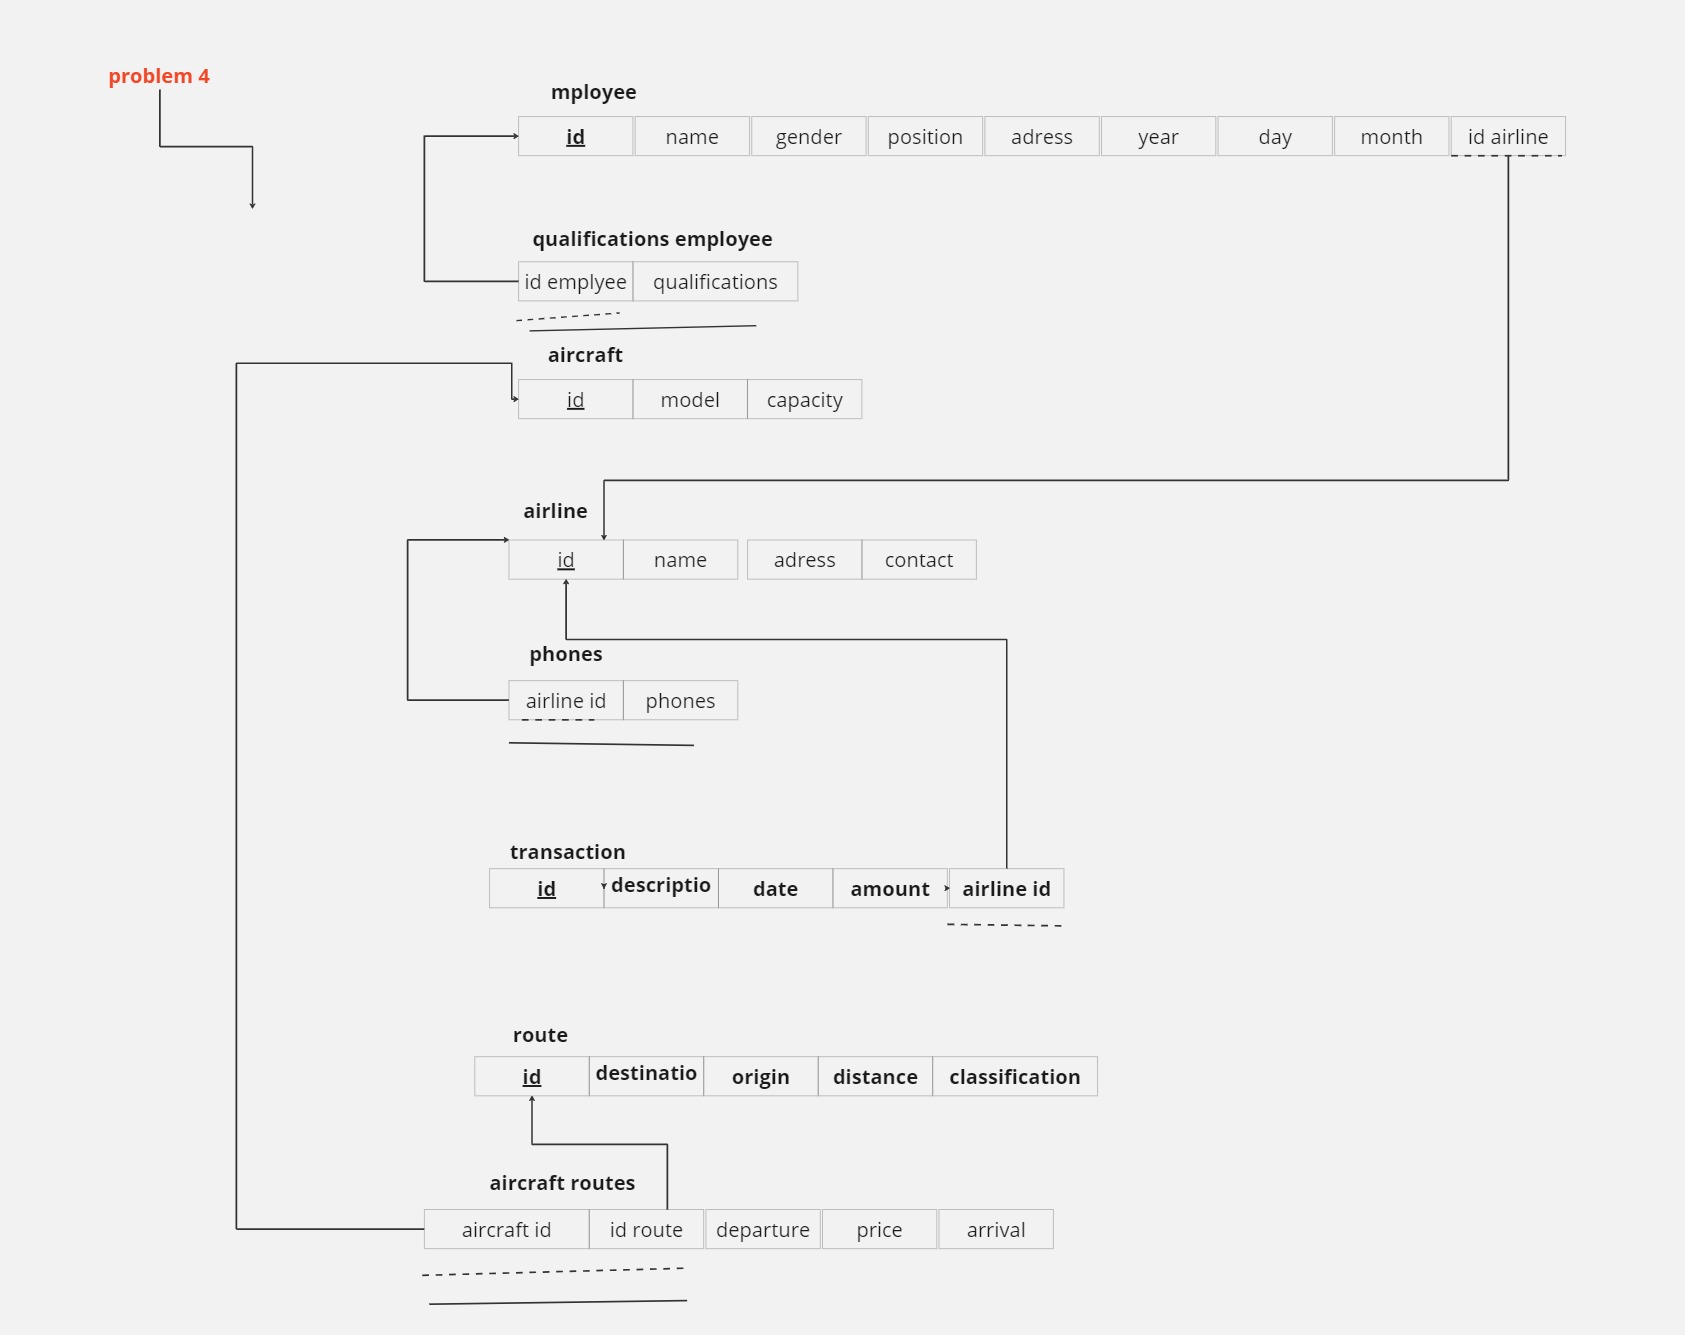 problem 4
mployee
id name gender position adress year day month id airline
qualifications employee
id emplyee qualifications
aircraft
id model capacity
airline
id name adress contact
phones
airline id phones
transaction
id descriptio date amount airline id
route
id destinatio origin distance classification
aircraft routes
aircraft id id route departure price arrival